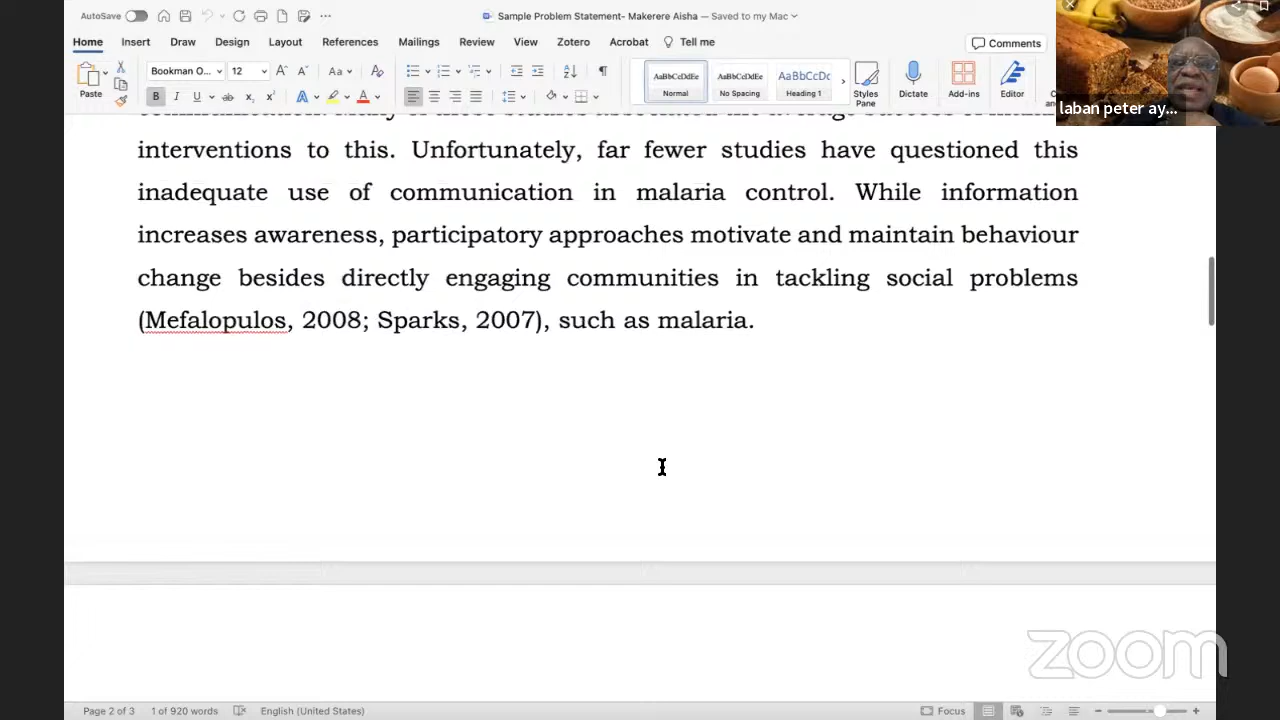 AutoSave
Sample Problem Statement- Makerere Aisha — Saved to my Mac
Home Insert Draw Design Layout References Mailings Review View Zotero Acrobat Tell me
Comments
Paste
Bookman O... 12
AaBbCcDdEe AaBbCcDdEe AaBbCcDc
Normal No Spacing Heading 1
Styles Pane
Dictate
Add-ins
Editor
laban peter ay...
interventions to this. Unfortunately, far fewer studies have questioned this
inadequate use of communication in malaria control. While information
increases awareness, participatory approaches motivate and maintain behaviour
change besides directly engaging communities in tackling social problems
(Mefalopulos, 2008; Sparks, 2007), such as malaria.
zoom
Page 2 of 3 1 of 920 words English (United States) Focus